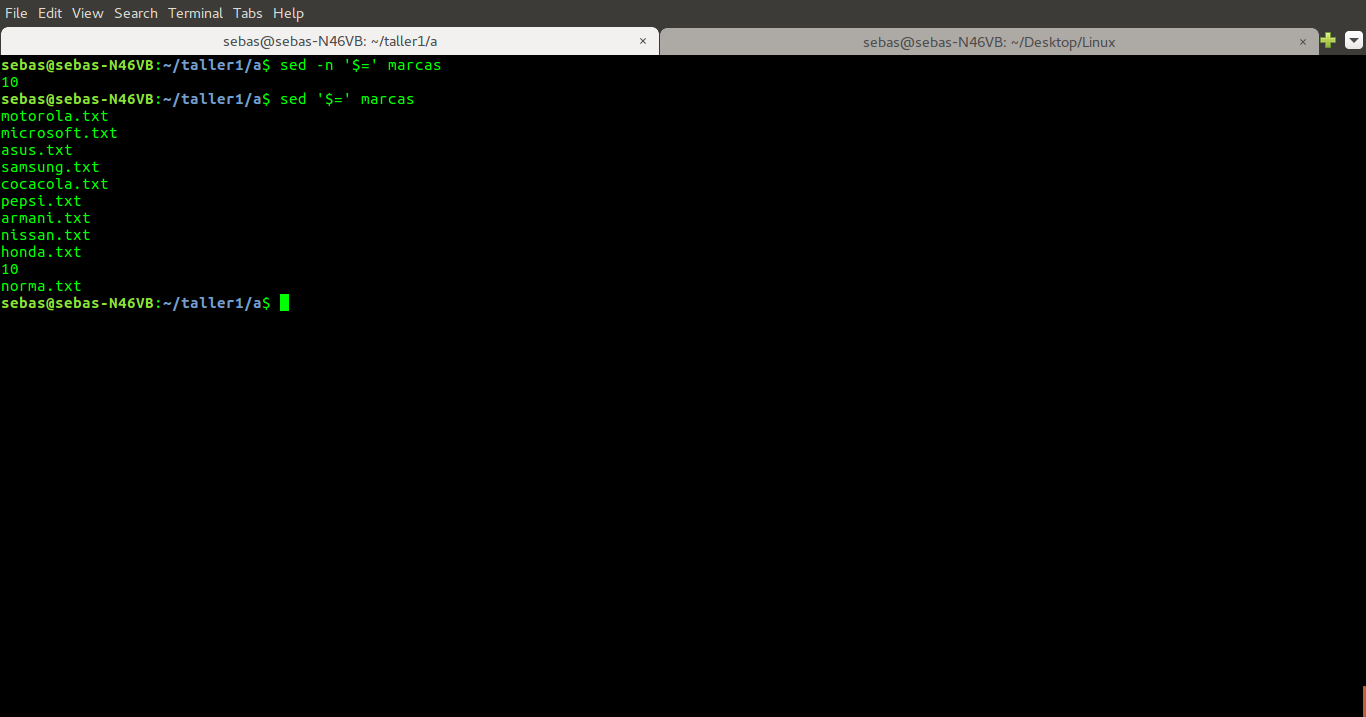 File Edit View Search Terminal Tabs Help
sebas@sebas-N46VB: ~/taller1/a × sebas@sebas-N46VB: ~/Desktop/Linux ×
sebas@sebas-N46VB:~/taller1/a$ sed -n '$=' marcas
10
sebas@sebas-N46VB:~/taller1/a$ sed '$=' marcas
motorola.txt
microsoft.txt
asus.txt
samsung.txt
cocacola.txt
pepsi.txt
armani.txt
nissan.txt
honda.txt
10
norma.txt
sebas@sebas-N46VB:~/taller1/a$